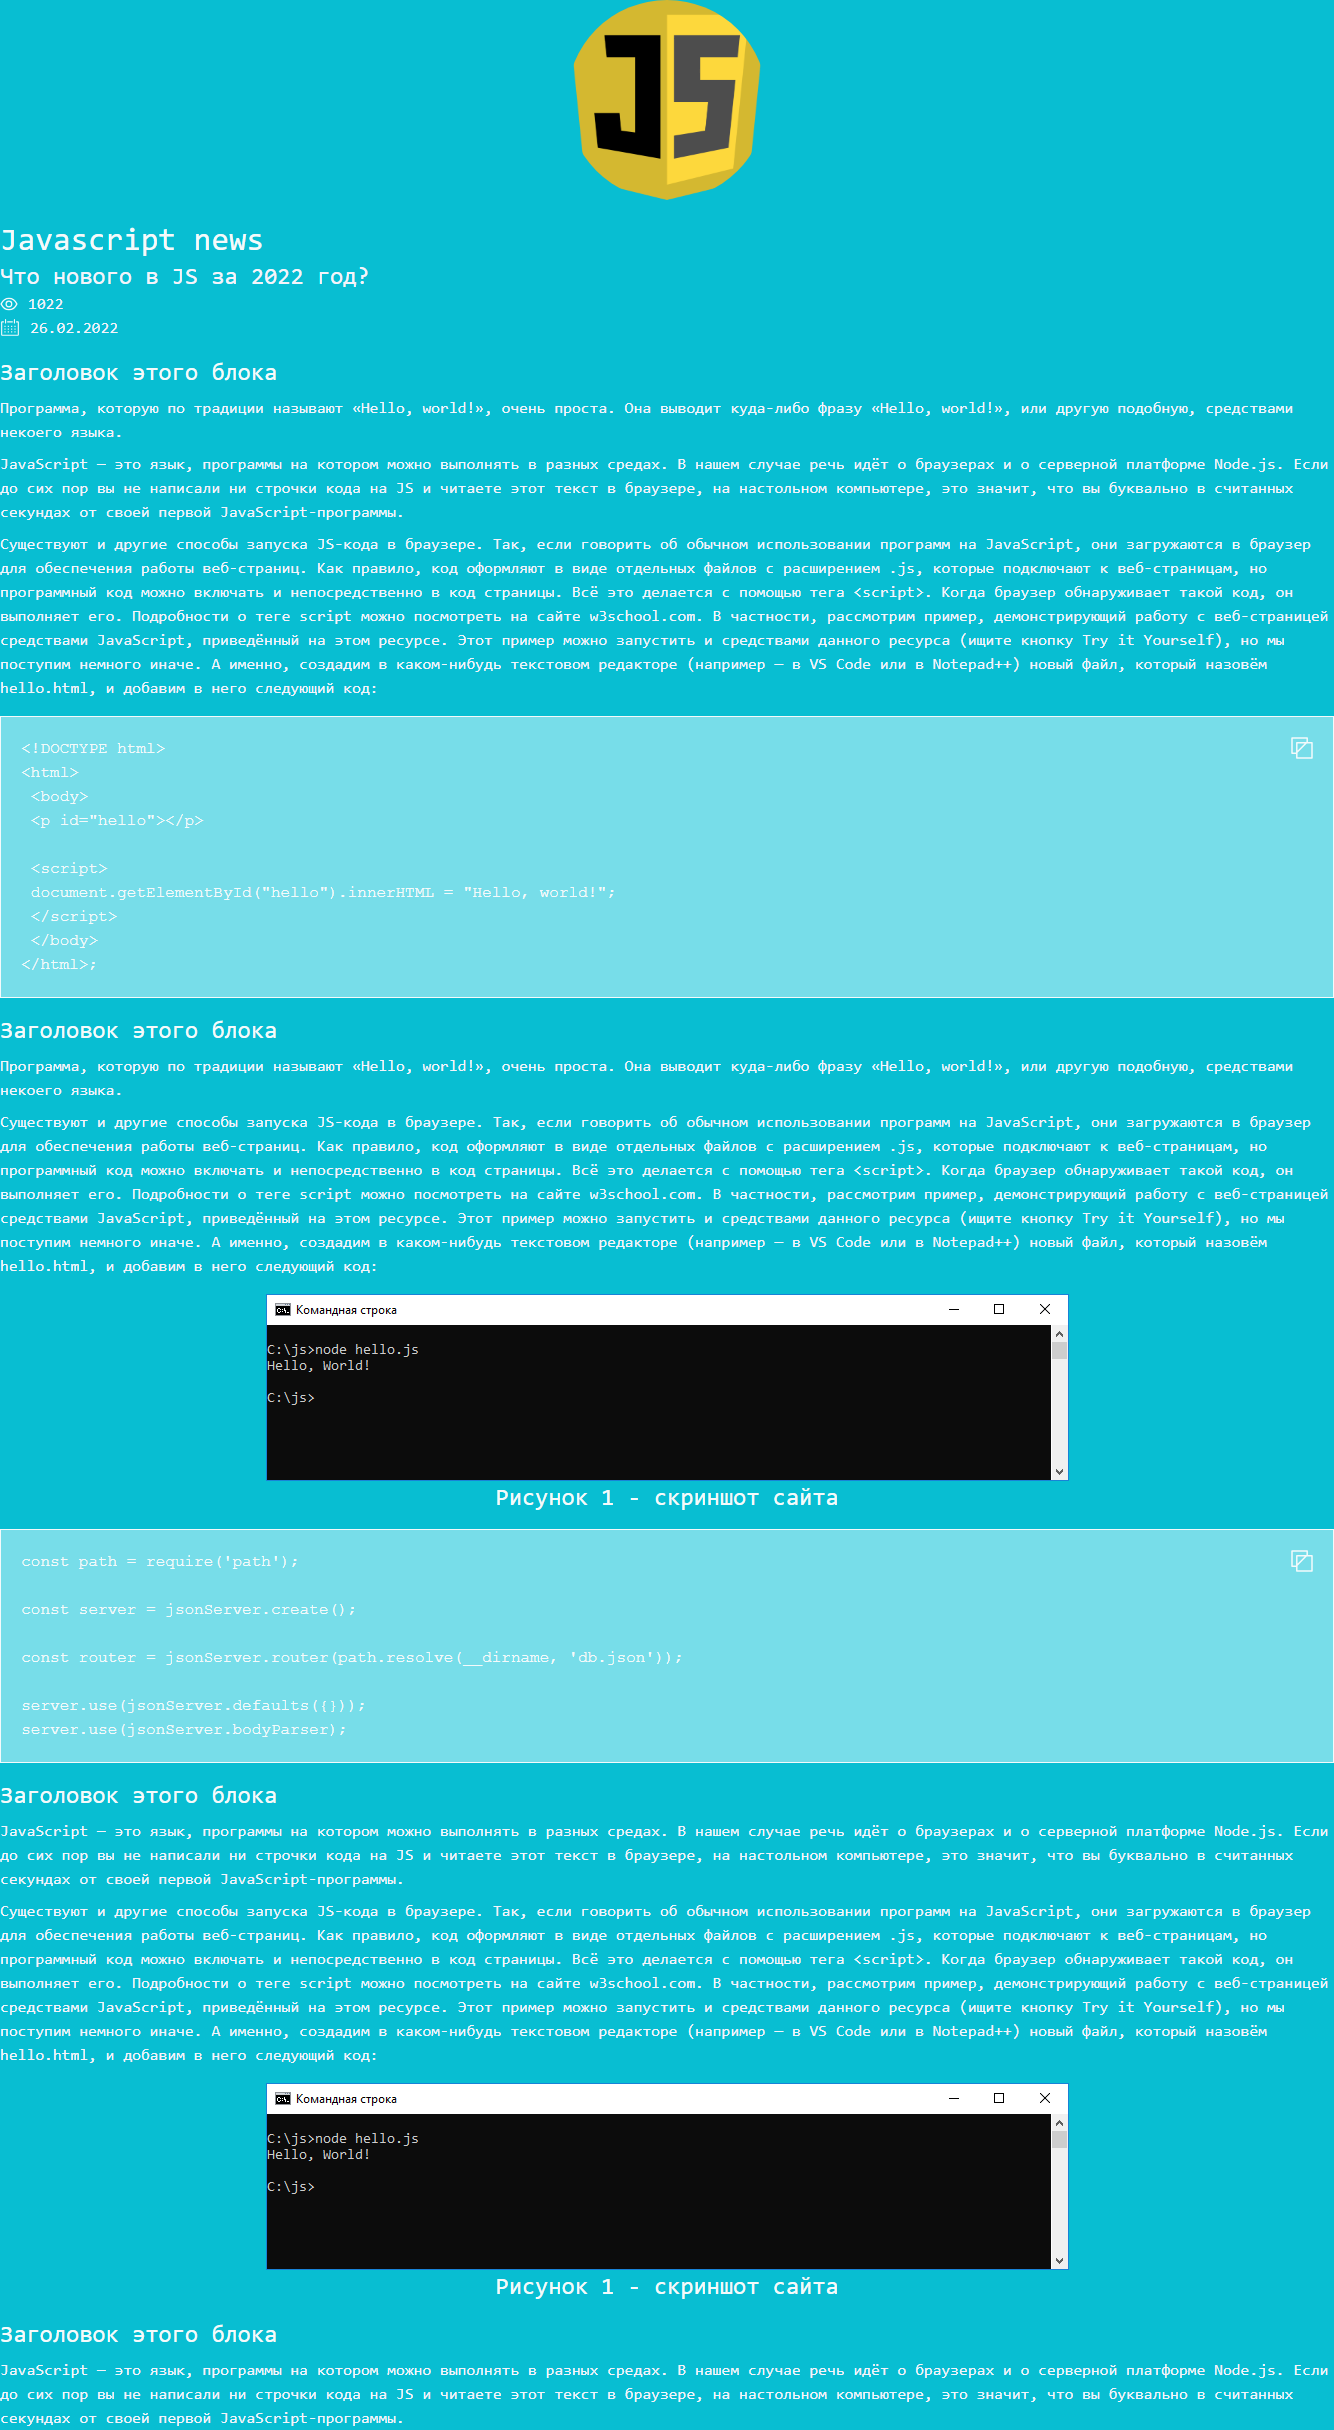 JS
Javascript news
Что нового в JS за 2022 год?
1022
26.02.2022
Заголовок этого блока
Программа, которую по традиции называют «Hello, world!», очень проста. Она выводит куда-либо фразу «Hello, world!», или другую подобную, средствами
некоего языка.
JavaScript — это язык, программы на котором можно выполнять в разных средах. В нашем случае речь идёт о браузерах и о серверной платформе Node.js. Если
до сих пор вы не написали ни строчки кода на JS и читаете этот текст в браузере, на настольном компьютере, это значит, что вы буквально в считанных
секундах от своей первой JavaScript-программы.
Существуют и другие способы запуска JS-кода в браузере. Так, если говорить об обычном использовании программ на JavaScript, они загружаются в браузер
для обеспечения работы веб-страниц. Как правило, код оформляют в виде отдельных файлов с расширением .js, которые подключают к веб-страницам, но
программный код можно включать и непосредственно в код страницы. Всё это делается с помощью тега <script>. Когда браузер обнаруживает такой код, он
выполняет его. Подробности о теге script можно посмотреть на сайте w3school.com. В частности, рассмотрим пример, демонстрирующий работу с веб-страницей
средствами JavaScript, приведённый на этом ресурсе. Этот пример можно запустить и средствами данного ресурса (ищите кнопку Try it Yourself), но мы
поступим немного иначе. А именно, создадим в каком-нибудь текстовом редакторе (например — в VS Code или в Notepad++) новый файл, который назовём
hello.html, и добавим в него следующий код:
<!DOCTYPE html>
<html>
<body>
<p id="hello"></p>
<script>
document.getElementById("hello").innerHTML = "Hello, world!";
</script>
</body>
</html>;
Заголовок этого блока
Программа, которую по традиции называют «Hello, world!», очень проста. Она выводит куда-либо фразу «Hello, world!», или другую подобную, средствами
некоего языка.
Существуют и другие способы запуска JS-кода в браузере. Так, если говорить об обычном использовании программ на JavaScript, они загружаются в браузер
для обеспечения работы веб-страниц. Как правило, код оформляют в виде отдельных файлов с расширением .js, которые подключают к веб-страницам, но
программный код можно включать и непосредственно в код страницы. Всё это делается с помощью тега <script>. Когда браузер обнаруживает такой код, он
выполняет его. Подробности о теге script можно посмотреть на сайте w3school.com. В частности, рассмотрим пример, демонстрирующий работу с веб-страницей
средствами JavaScript, приведённый на этом ресурсе. Этот пример можно запустить и средствами данного ресурса (ищите кнопку Try it Yourself), но мы
поступим немного иначе. А именно, создадим в каком-нибудь текстовом редакторе (например — в VS Code или в Notepad++) новый файл, который назовём
hello.html, и добавим в него следующий код:
Командная строка
C:\js>node hello.js
Hello, World!
C:\js>
Рисунок 1 - скриншот сайта
const path = require('path');
const server = jsonServer.create();
const router = jsonServer.router(path.resolve(__dirname, 'db.json'));
server.use(jsonServer.defaults({}));
server.use(jsonServer.bodyParser);
Заголовок этого блока
JavaScript — это язык, программы на котором можно выполнять в разных средах. В нашем случае речь идёт о браузерах и о серверной платформе Node.js. Если
до сих пор вы не написали ни строчки кода на JS и читаете этот текст в браузере, на настольном компьютере, это значит, что вы буквально в считанных
секундах от своей первой JavaScript-программы.
Существуют и другие способы запуска JS-кода в браузере. Так, если говорить об обычном использовании программ на JavaScript, они загружаются в браузер
для обеспечения работы веб-страниц. Как правило, код оформляют в виде отдельных файлов с расширением .js, которые подключают к веб-страницам, но
программный код можно включать и непосредственно в код страницы. Всё это делается с помощью тега <script>. Когда браузер обнаруживает такой код, он
выполняет его. Подробности о теге script можно посмотреть на сайте w3school.com. В частности, рассмотрим пример, демонстрирующий работу с веб-страницей
средствами JavaScript, приведённый на этом ресурсе. Этот пример можно запустить и средствами данного ресурса (ищите кнопку Try it Yourself), но мы
поступим немного иначе. А именно, создадим в каком-нибудь текстовом редакторе (например — в VS Code или в Notepad++) новый файл, который назовём
hello.html, и добавим в него следующий код:
Командная строка
C:\js>node hello.js
Hello, World!
C:\js>
Рисунок 1 - скриншот сайта
Заголовок этого блока
JavaScript — это язык, программы на котором можно выполнять в разных средах. В нашем случае речь идёт о браузерах и о серверной платформе Node.js. Если
до сих пор вы не написали ни строчки кода на JS и читаете этот текст в браузере, на настольном компьютере, это значит, что вы буквально в считанных
секундах от своей первой JavaScript-программы.